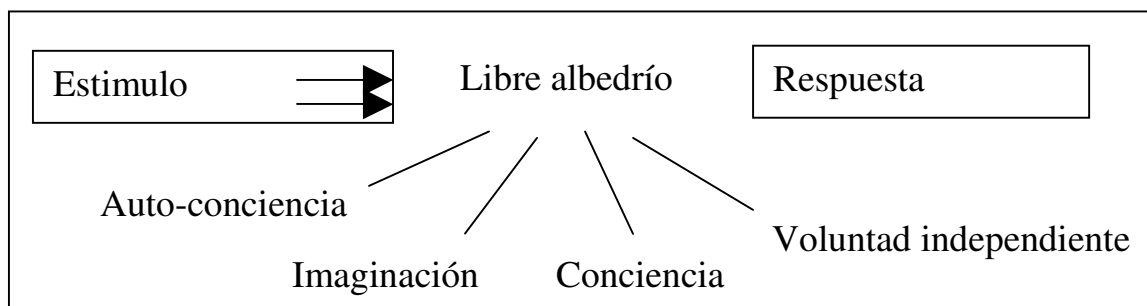 Estimulo
Libre albedrío
Respuesta
Auto-conciencia
Imaginación
Conciencia
Voluntad independiente